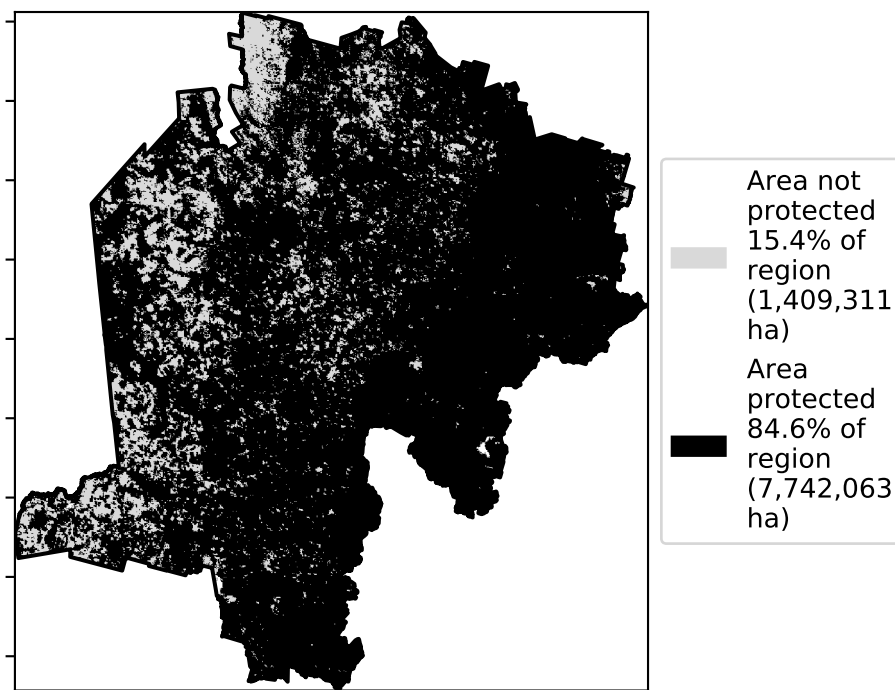 Area not
protected
15.4% of
region
(1,409,311
ha)
Area
protected
84.6% of
region
(7,742,063
ha)